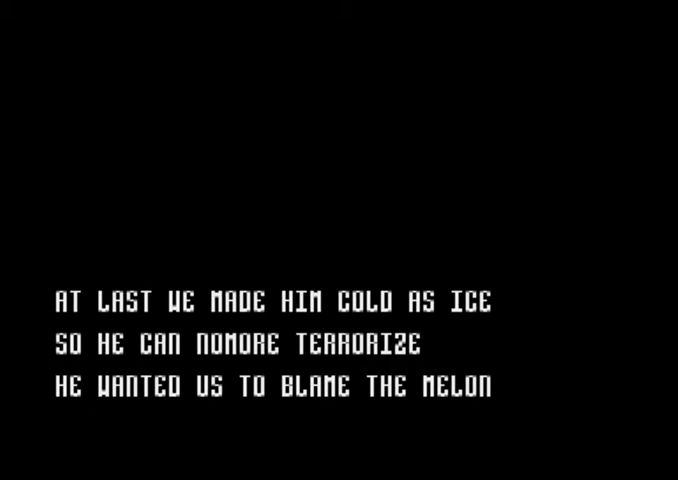 AT LAST WE MADE HIM COLD AS ICE
SO HE CAN NOMORE TERRORIZE
HE WANTED US TO BLAME THE MELON